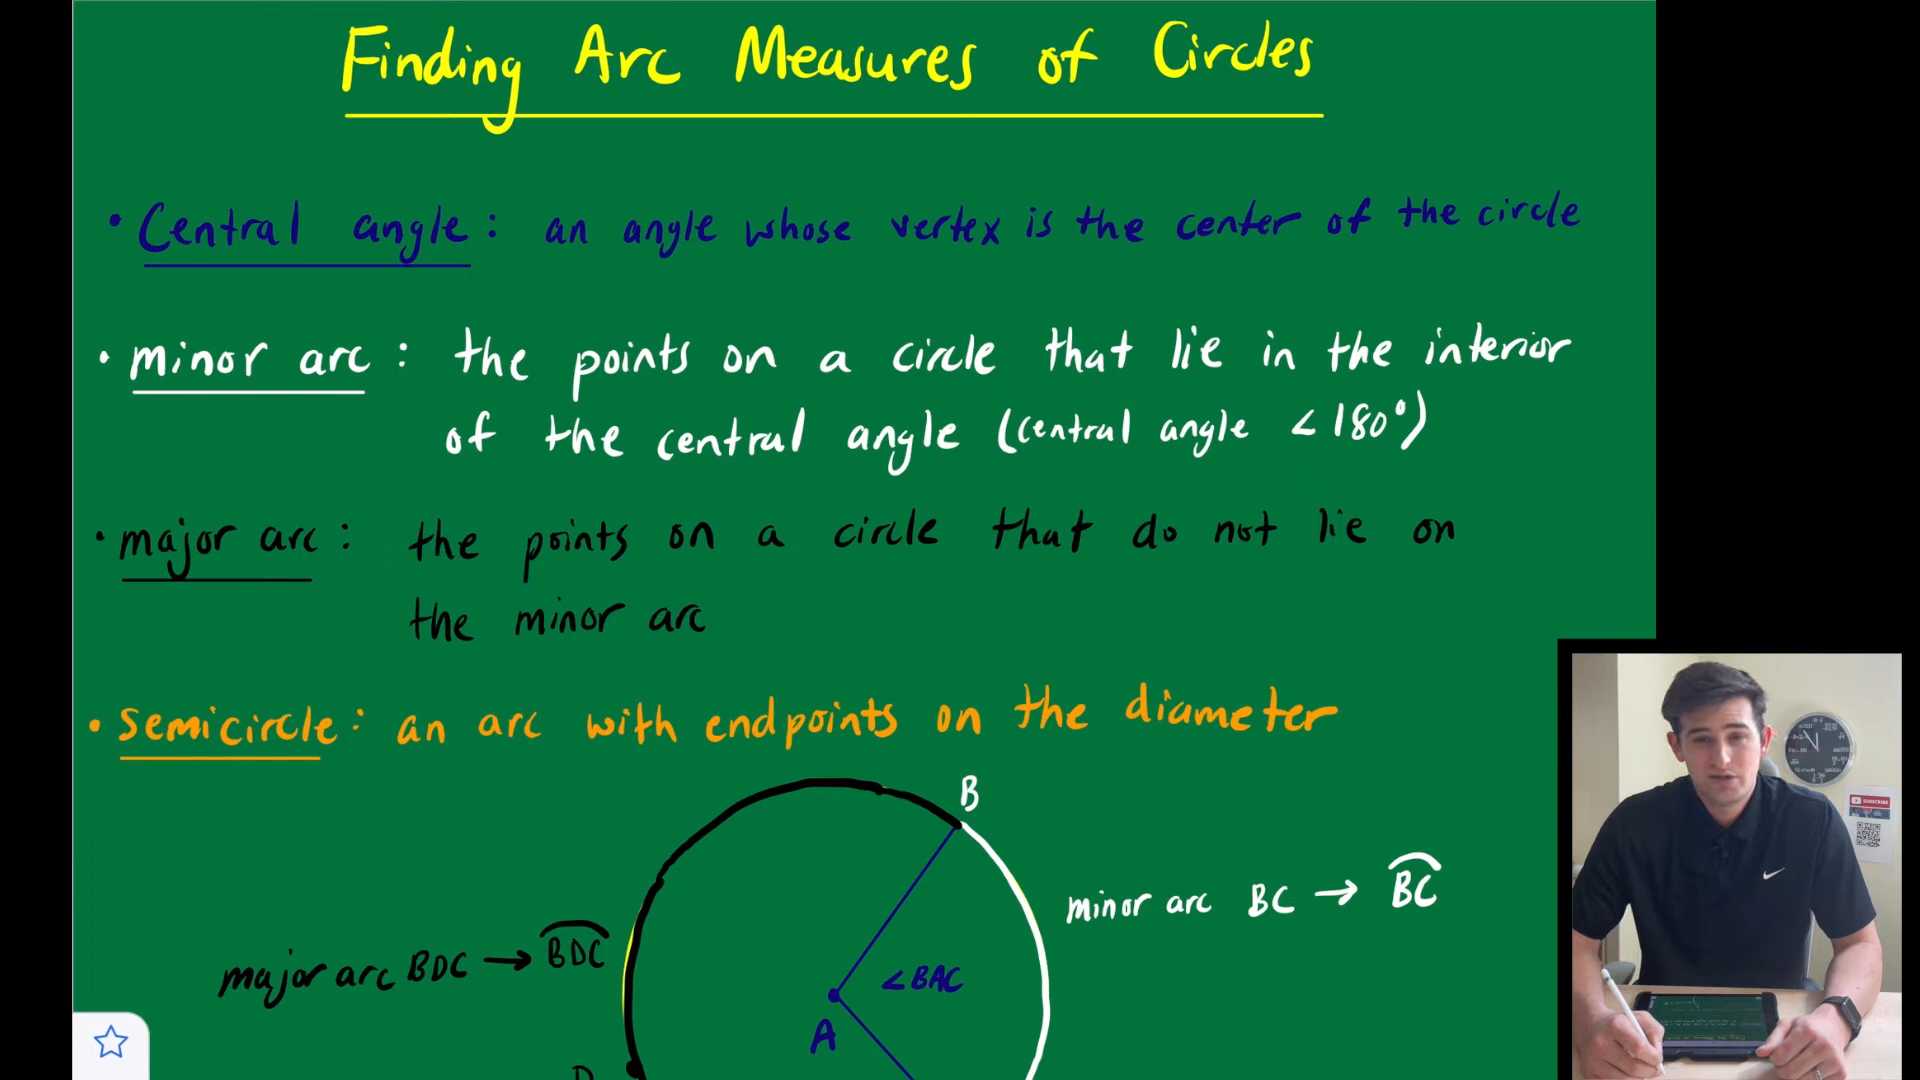 Finding Arc Measures of Circles
• Central angle: an angle whose vertex is the center of the circle
• minor arc: the points on a circle that lie in the interior
of the central angle (central angle < 180°)
• major arc: the points on a circle that do not lie on
the minor arc
• semicircle: an arc with endpoints on the diameter
B
minor arc BC → B͡C
major arc BDC → B͡DC
∠BAC
A
D
SUBSCRIBE